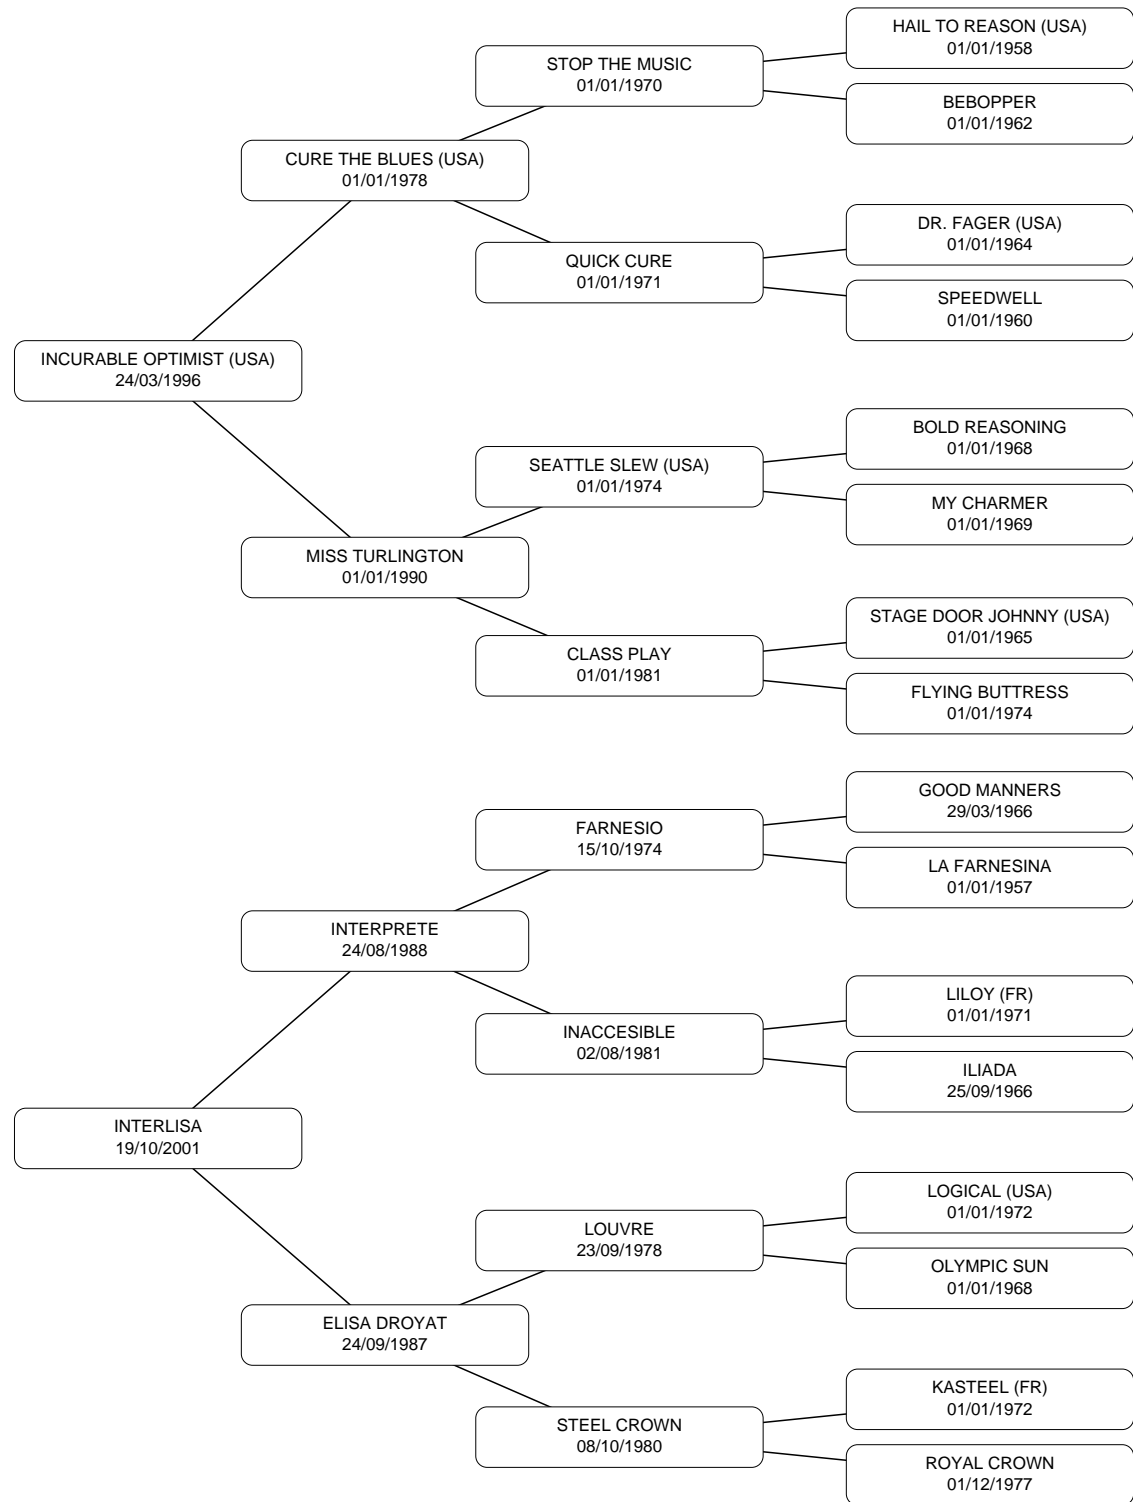 HAIL TO REASON (USA)
01/01/1958
STOP THE MUSIC
01/01/1970
BEBOPPER
01/01/1962
CURE THE BLUES (USA)
01/01/1978
DR. FAGER (USA)
01/01/1964
QUICK CURE
01/01/1971
SPEEDWELL
01/01/1960
INCURABLE OPTIMIST (USA)
24/03/1996
BOLD REASONING
01/01/1968
SEATTLE SLEW (USA)
01/01/1974
MY CHARMER
01/01/1969
MISS TURLINGTON
01/01/1990
STAGE DOOR JOHNNY (USA)
01/01/1965
CLASS PLAY
01/01/1981
FLYING BUTTRESS
01/01/1974
GOOD MANNERS
29/03/1966
FARNESIO
15/10/1974
LA FARNESINA
01/01/1957
INTERPRETE
24/08/1988
LILOY (FR)
01/01/1971
INACCESIBLE
02/08/1981
ILIADA
25/09/1966
INTERLISA
19/10/2001
LOGICAL (USA)
01/01/1972
LOUVRE
23/09/1978
OLYMPIC SUN
01/01/1968
ELISA DROYAT
24/09/1987
KASTEEL (FR)
01/01/1972
STEEL CROWN
08/10/1980
ROYAL CROWN
01/12/1977